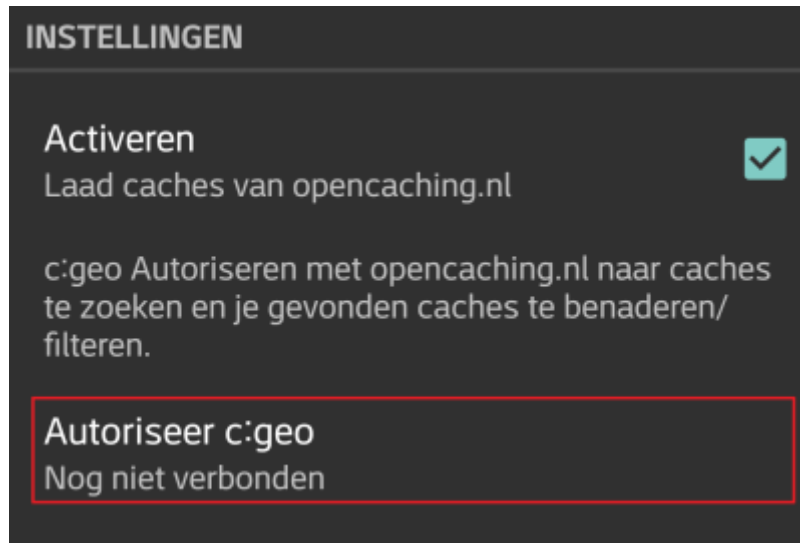 INSTELLINGEN
Activeren
Laad caches van opencaching.nl
c:geo Autoriseren met opencaching.nl naar caches
te zoeken en je gevonden caches te benaderen/
filteren.
Autoriseer c:geo
Nog niet verbonden